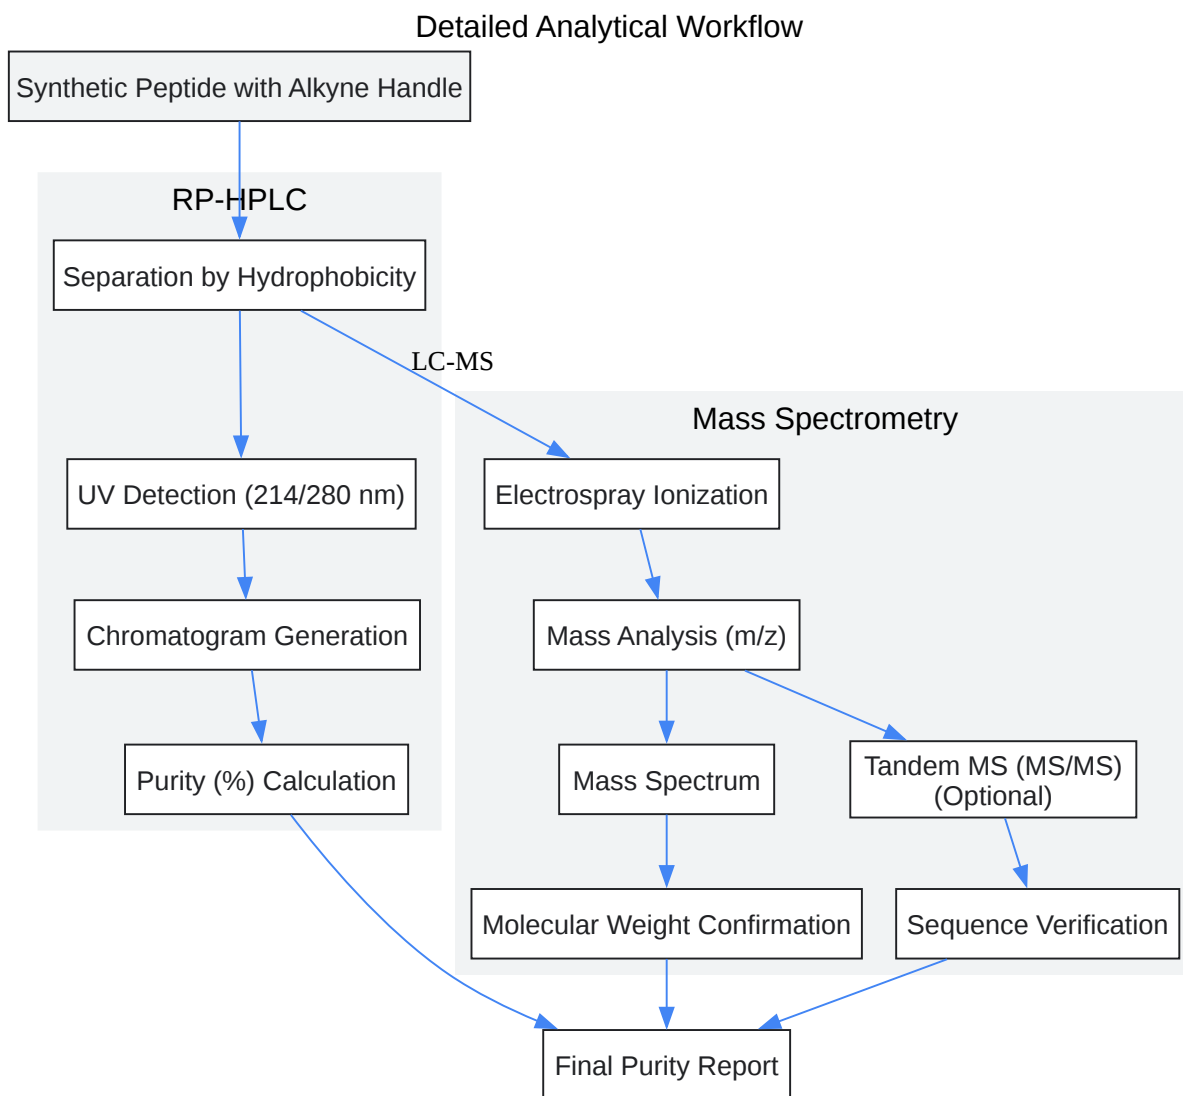 Detailed Analytical Workflow
Synthetic Peptide with Alkyne Handle
RP-HPLC
Separation by Hydrophobicity
LC-MS
Mass Spectrometry
UV Detection (214/280 nm)
Electrospray Ionization
Chromatogram Generation
Mass Analysis (m/z)
Purity (%) Calculation
Mass Spectrum
Tandem MS (MS/MS)
(Optional)
Molecular Weight Confirmation
Sequence Verification
Final Purity Report